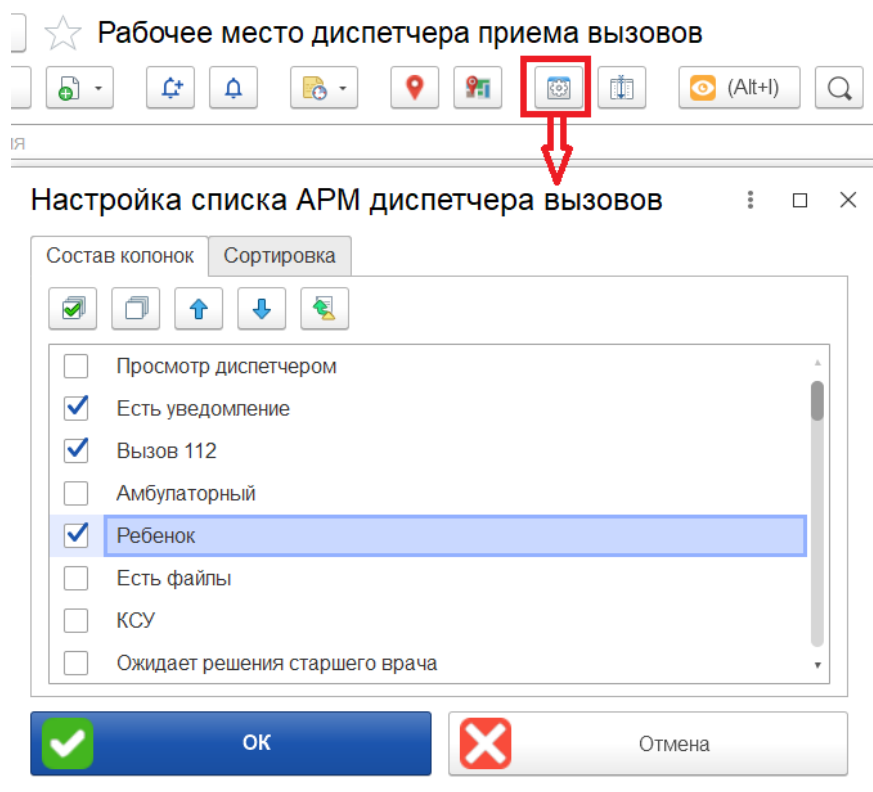 Рабочее место диспетчера приема вызовов
(Alt+I)
ия
Настройка списка АРМ диспетчера вызовов
Состав колонок
Сортировка
Просмотр диспетчером
Есть уведомление
Вызов 112
Амбулаторный
Ребенок
Есть файлы
КСУ
Ожидает решения старшего врача
ОК
Отмена